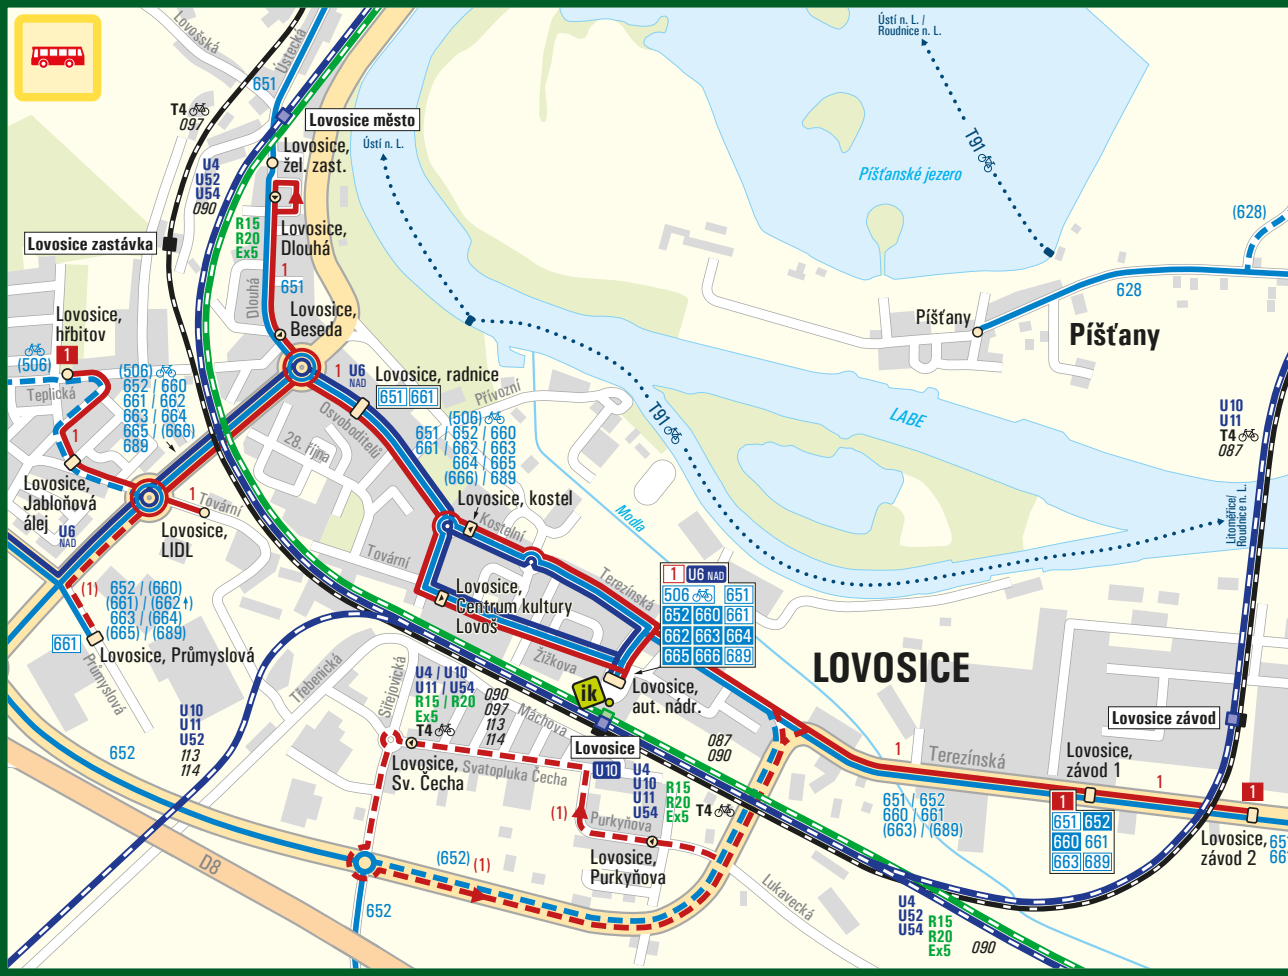 Lovošská
Ústecká
651
T4
097
Lovosice město
Ústí n. L.
Ústí n. L. /
Roudnice n. L.
T91
Píšťanské jezero
Lovosice,
žel. zast.
U4
U52
U54
090
R15
R20
Ex5
Lovosice,
Dlouhá
Lovosice zastávka
1
651
Dlouhá
Lovosice,
Beseda
(628)
628
Píšťany
Píšťany
Lovosice,
hřbitov
1
(506)
Teplická
(506)
652 / 660
661 / 662
663 / 664
665 / (666)
689
1
U6
NAD
Lovosice, radnice
651 661
Přívozní
Osvoboditelů
28. října
(506)
651 / 652 / 660
661 / 662 / 663
664 / 665
(666) / 689
T91
LABE
U10
U11
T4
087
1
Lovosice,
Jabloňová
álej
U6
NAD
1
Tovární
Lovosice,
LIDL
Lovosice, kostel
Kostelní
Modla
Litoměřice/
Roudnice n. L.
Tovární
Terezínská
(1)
652 / (660)
(661) / (662)
663 / (664)
(665) / (689)
661
Lovosice, Průmyslová
Průmyslová
Lovosice,
Centrum kultury
Lovoš
1 U6 NAD
506 651
652 660 661
662 663 664
665 666 689
LOVOSICE
Žižkova
Třebenická
Střejovická
U4 / U10
U11 / U54
R15 / R20
Ex5
T4
090
097
113
114
ik
Lovosice,
aut. nádr.
Máchova
U10
U11
U52
113
114
652
Lovosice
U10
087
090
Lovosice závod
1
Terezínská
Lovosice,
závod 1
1
Lovosice,
Sv. Čecha
Svatopluka Čecha
U4
U10
U11
U54
R15
R20
Ex5
T4
(1)
Purkyňova
Lovosice,
Purkyňova
651 / 652
660 / 661
(663) / (689)
1
651 652
660 661
663 689
1
Lovosice,
závod 2
651
661
D8
(652)
(1)
652
Lukavecká
U4
U52
U54
R15
R20
Ex5
090